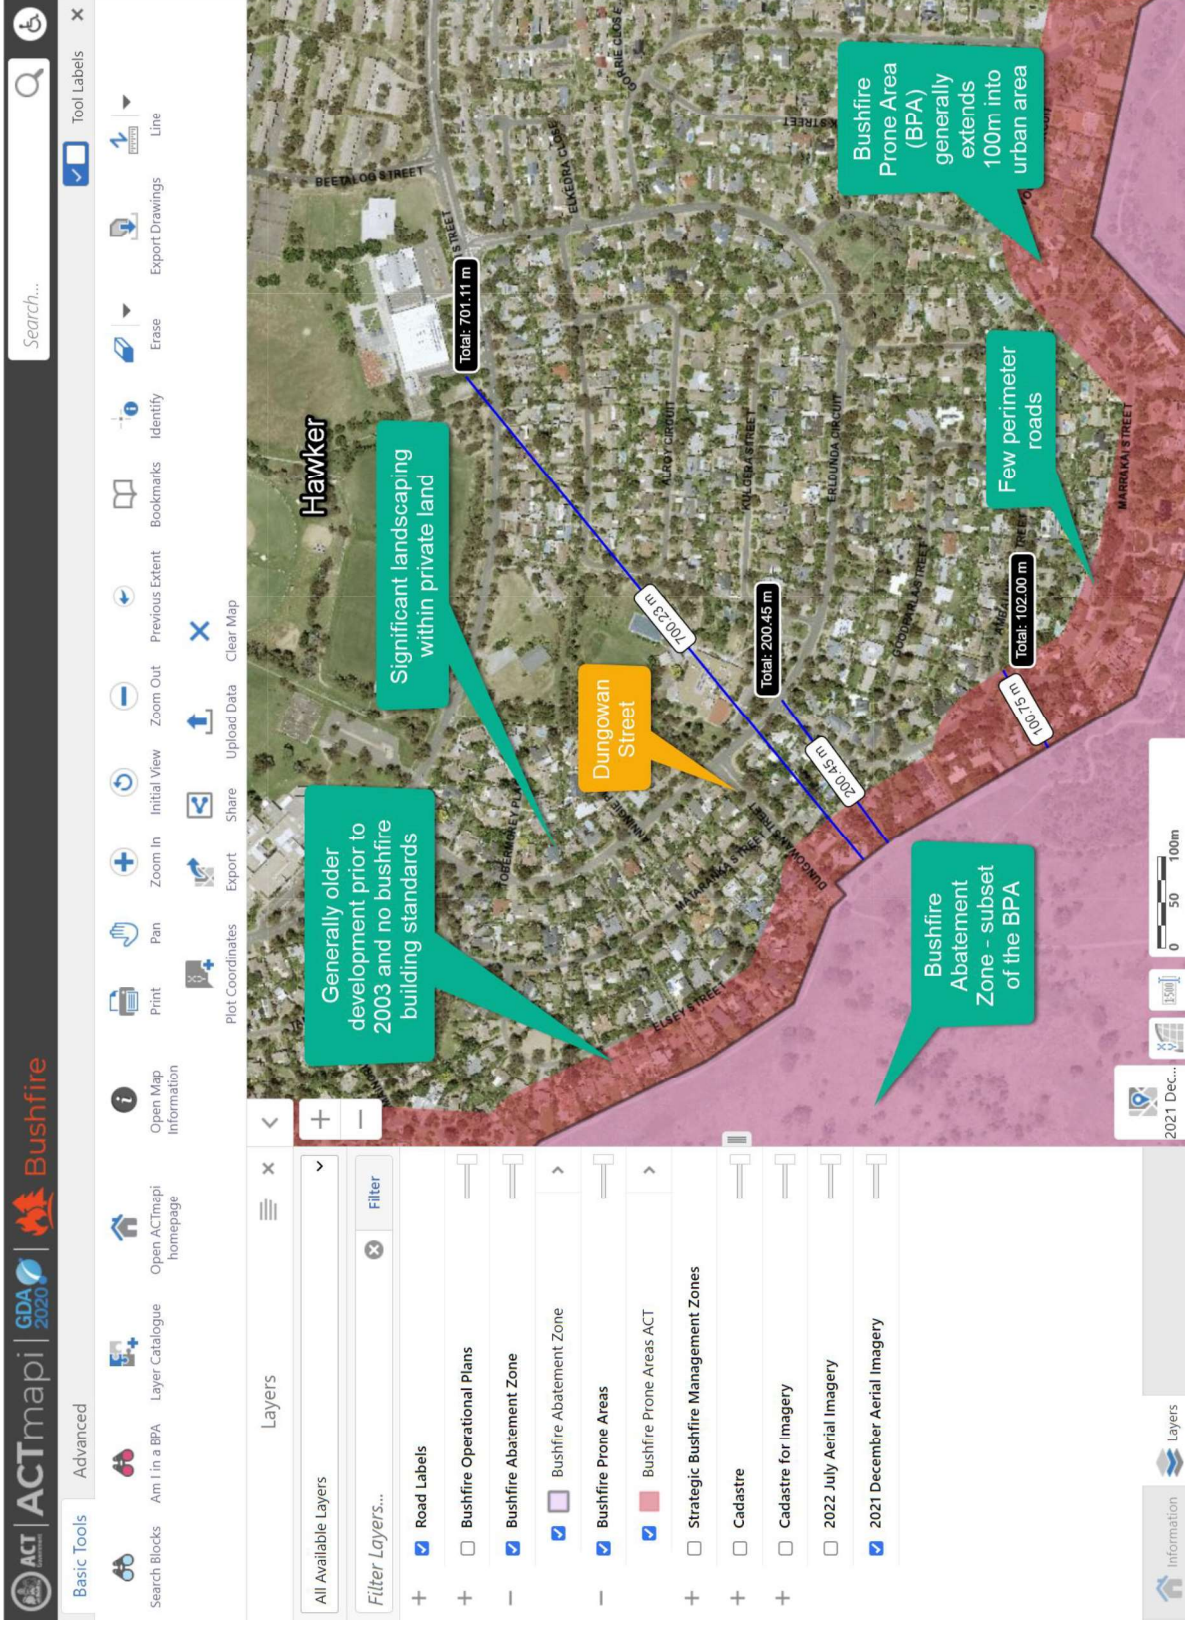 ACT
Government
ACTmapi
GDA
2020
Bushfire
Search...
Basic Tools
Advanced
Tool Labels
Search Blocks
Am I in a BPA
Layer Catalogue
Open ACTmapi
homepage
Open Map
Information
Print
Pan
Zoom In
Initial View
Zoom Out
Previous Extent
Bookmarks
Identify
Erase
Export Drawings
Line
Plot Coordinates
Export
Share
Upload Data
Clear Map
Layers
All Available Layers
Filter Layers...
Filter
Road Labels
Bushfire Operational Plans
Bushfire Abatement Zone
Bushfire Abatement Zone
Bushfire Prone Areas
Bushfire Prone Areas ACT
Strategic Bushfire Management Zones
Cadastre
Cadastre for Imagery
2022 July Aerial Imagery
2021 December Aerial Imagery
Information
Layers
Generally older
development prior to
2003 and no bushfire
building standards
Significant landscaping
within private land
Hawker
BEETALOO STREET
STREET
Total: 701.11 m
ELKEDRA CLOSE
GORRIE CLOSE
Dungowan
Street
700.23 m
ALROY CIRCUIT
KULGERA STREET
ERLDUNDA CIRCUIT
Total: 200.45 m
200.45 m
MATARANKA STREET
DUNGOWAN STREET
ELSEY STREET
Bushfire
Prone Area
(BPA)
generally
extends
100m into
urban area
Few perimeter
roads
MARRAKAI STREET
Total: 102.00 m
100.75 m
Bushfire
Abatement
Zone - subset
of the BPA
2021 Dec...
0
50
100m